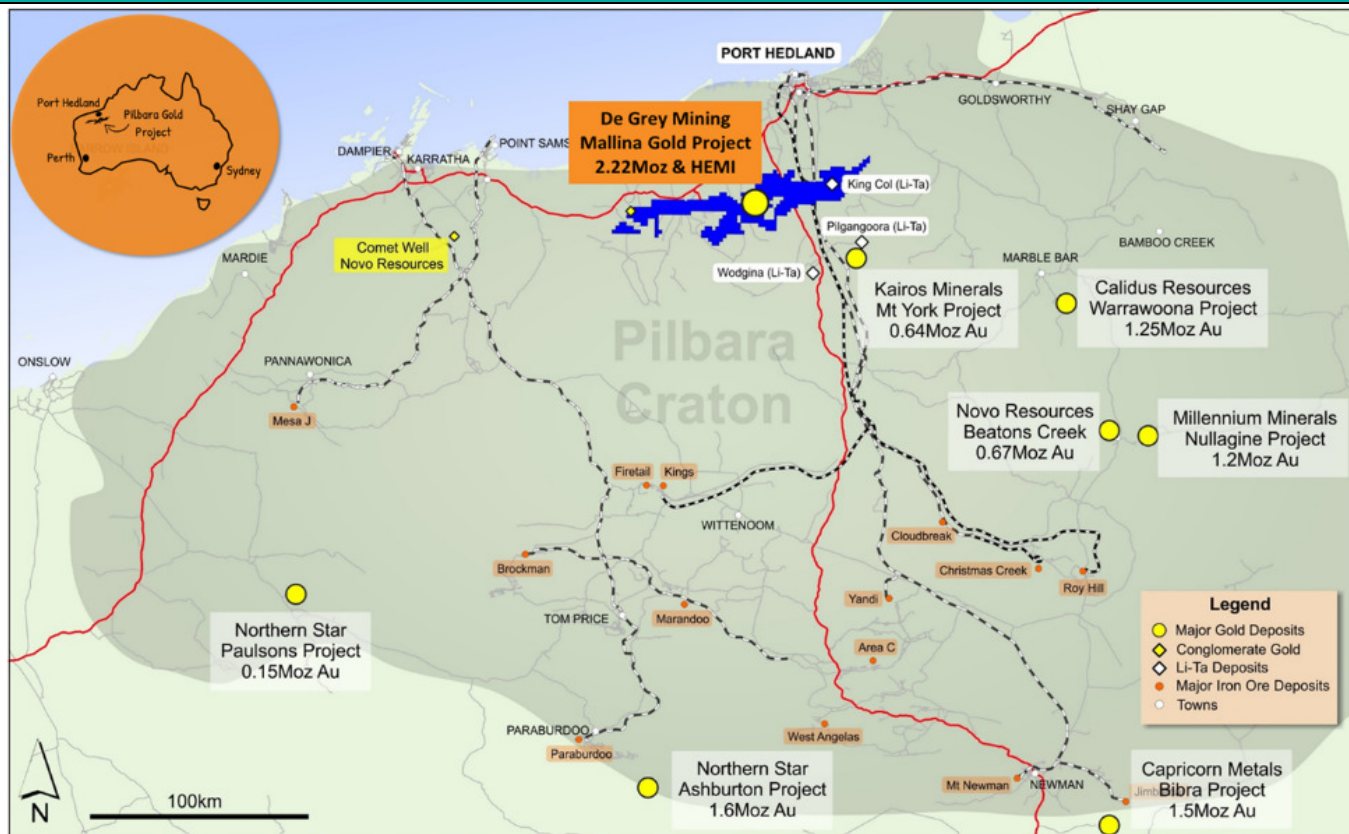 Port Hedland
Pilbara Gold
Project
Perth
Sydney
PORT HEDLAND
GOLDSWORTHY
SHAY GAP
De Grey Mining
Mallina Gold Project
2.22Moz & HEMI
DAMPIER
KARRATHA
POINT SAMS
King Col (Li-Ta)
Pilgangoora (Li-Ta)
Wodgina (Li-Ta)
Comet Well
Novo Resources
MARDIE
BAMBOO CREEK
MARBLE BAR
Kairos Minerals
Mt York Project
0.64Moz Au
Calidus Resources
Warrawoona Project
1.25Moz Au
Pilbara
Craton
ONSLOW
PANNAWONICA
Mesa J
Novo Resources
Beatons Creek
0.67Moz Au
Millennium Minerals
Nullagine Project
1.2Moz Au
Firetail
Kings
WITTENOOM
Cloudbreak
Brockman
Christmas Creek
Roy Hill
Yandi
Marandoo
TOM PRICE
Northern Star
Paulsons Project
0.15Moz Au
Area C
West Angelas
PARABURDOO
Paraburdoo
Northern Star
Ashburton Project
1.6Moz Au
Mt Newman
NEWMAN
Capricorn Metals
Bibra Project
1.5Moz Au
Legend
Major Gold Deposits
Conglomerate Gold
Li-Ta Deposits
Major Iron Ore Deposits
Towns
N
100km